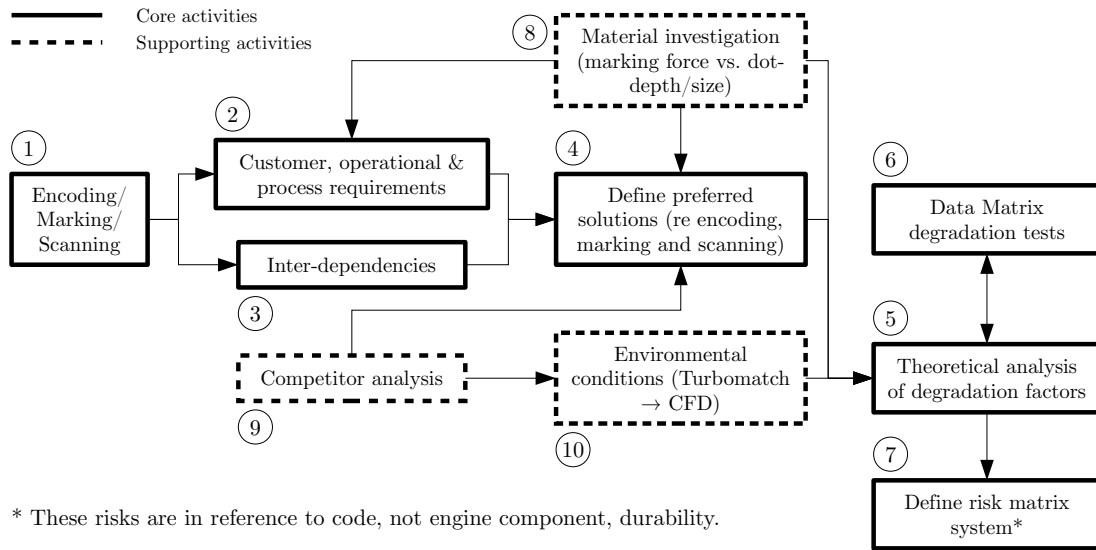 Core activities
Supporting activities
8
Material investigation
(marking force vs. dot-
depth/size)
1
Encoding/
Marking/
Scanning
2
Customer, operational &
process requirements
Inter-dependencies
3
4
Define preferred
solutions (re encoding,
marking and scanning)
6
Data Matrix
degradation tests
5
Theoretical analysis
of degradation factors
Competitor analysis
9
Environmental
conditions (Turbomatch
→ CFD)
10
7
Define risk matrix
system*
* These risks are in reference to code, not engine component, durability.